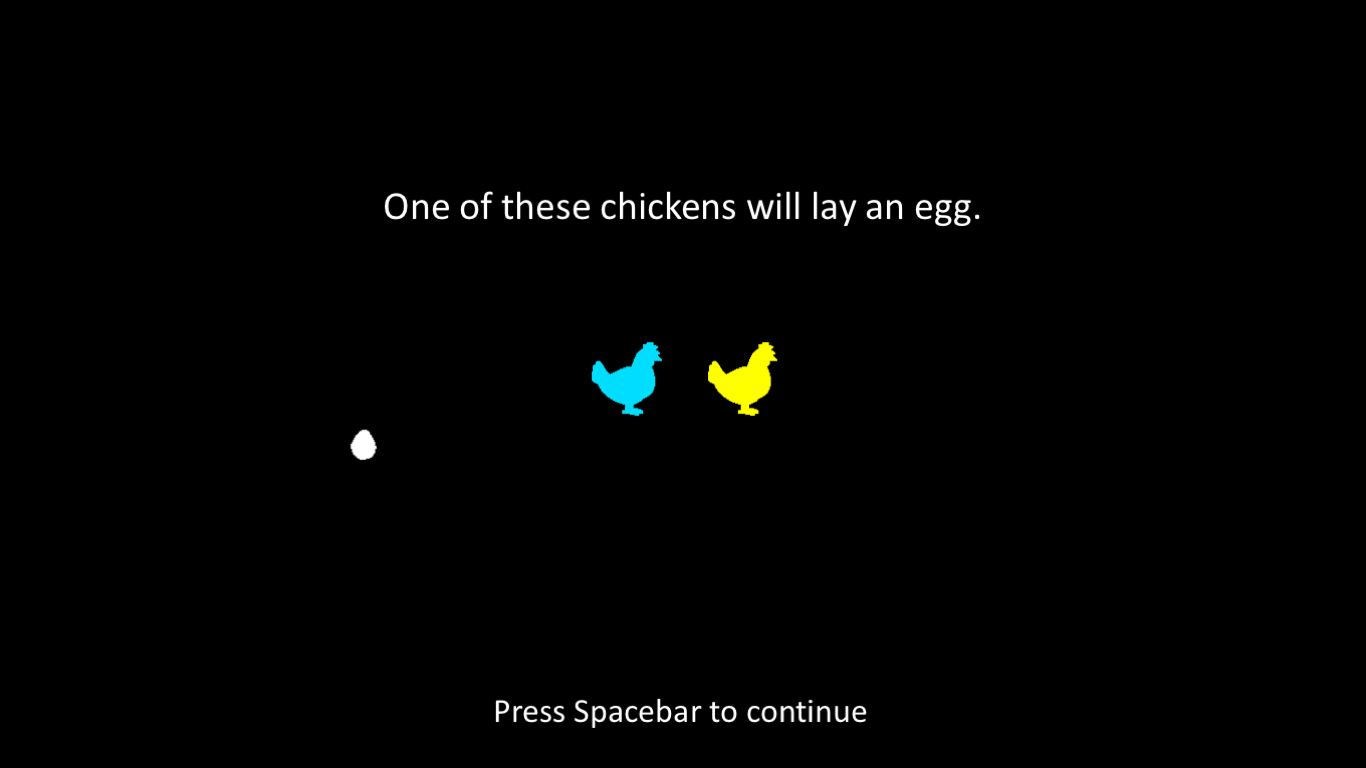 One of these chickens will lay an egg.
Press Spacebar to continue